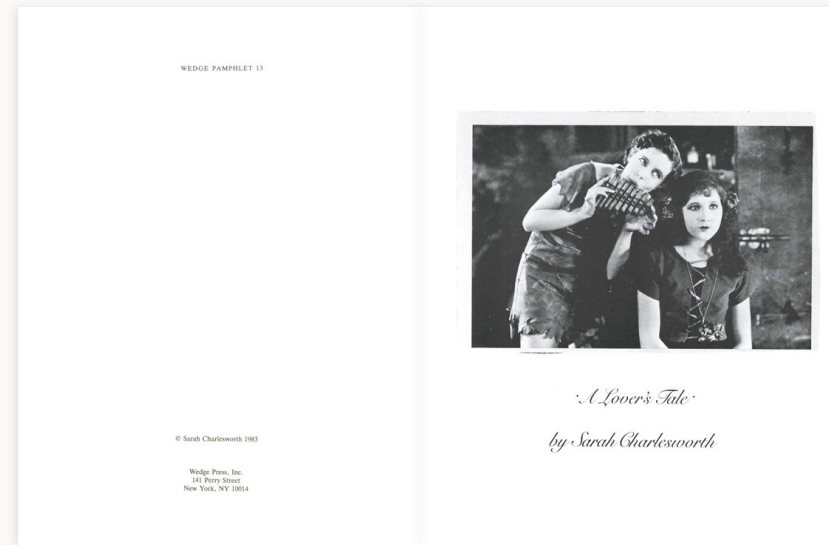 WEDGE PAMPHLET 13
© Sarah Charlesworth 1983
Wedge Press, Inc.
141 Perry Street
New York, NY 10014
·A Lover's Tale·
by Sarah Charlesworth